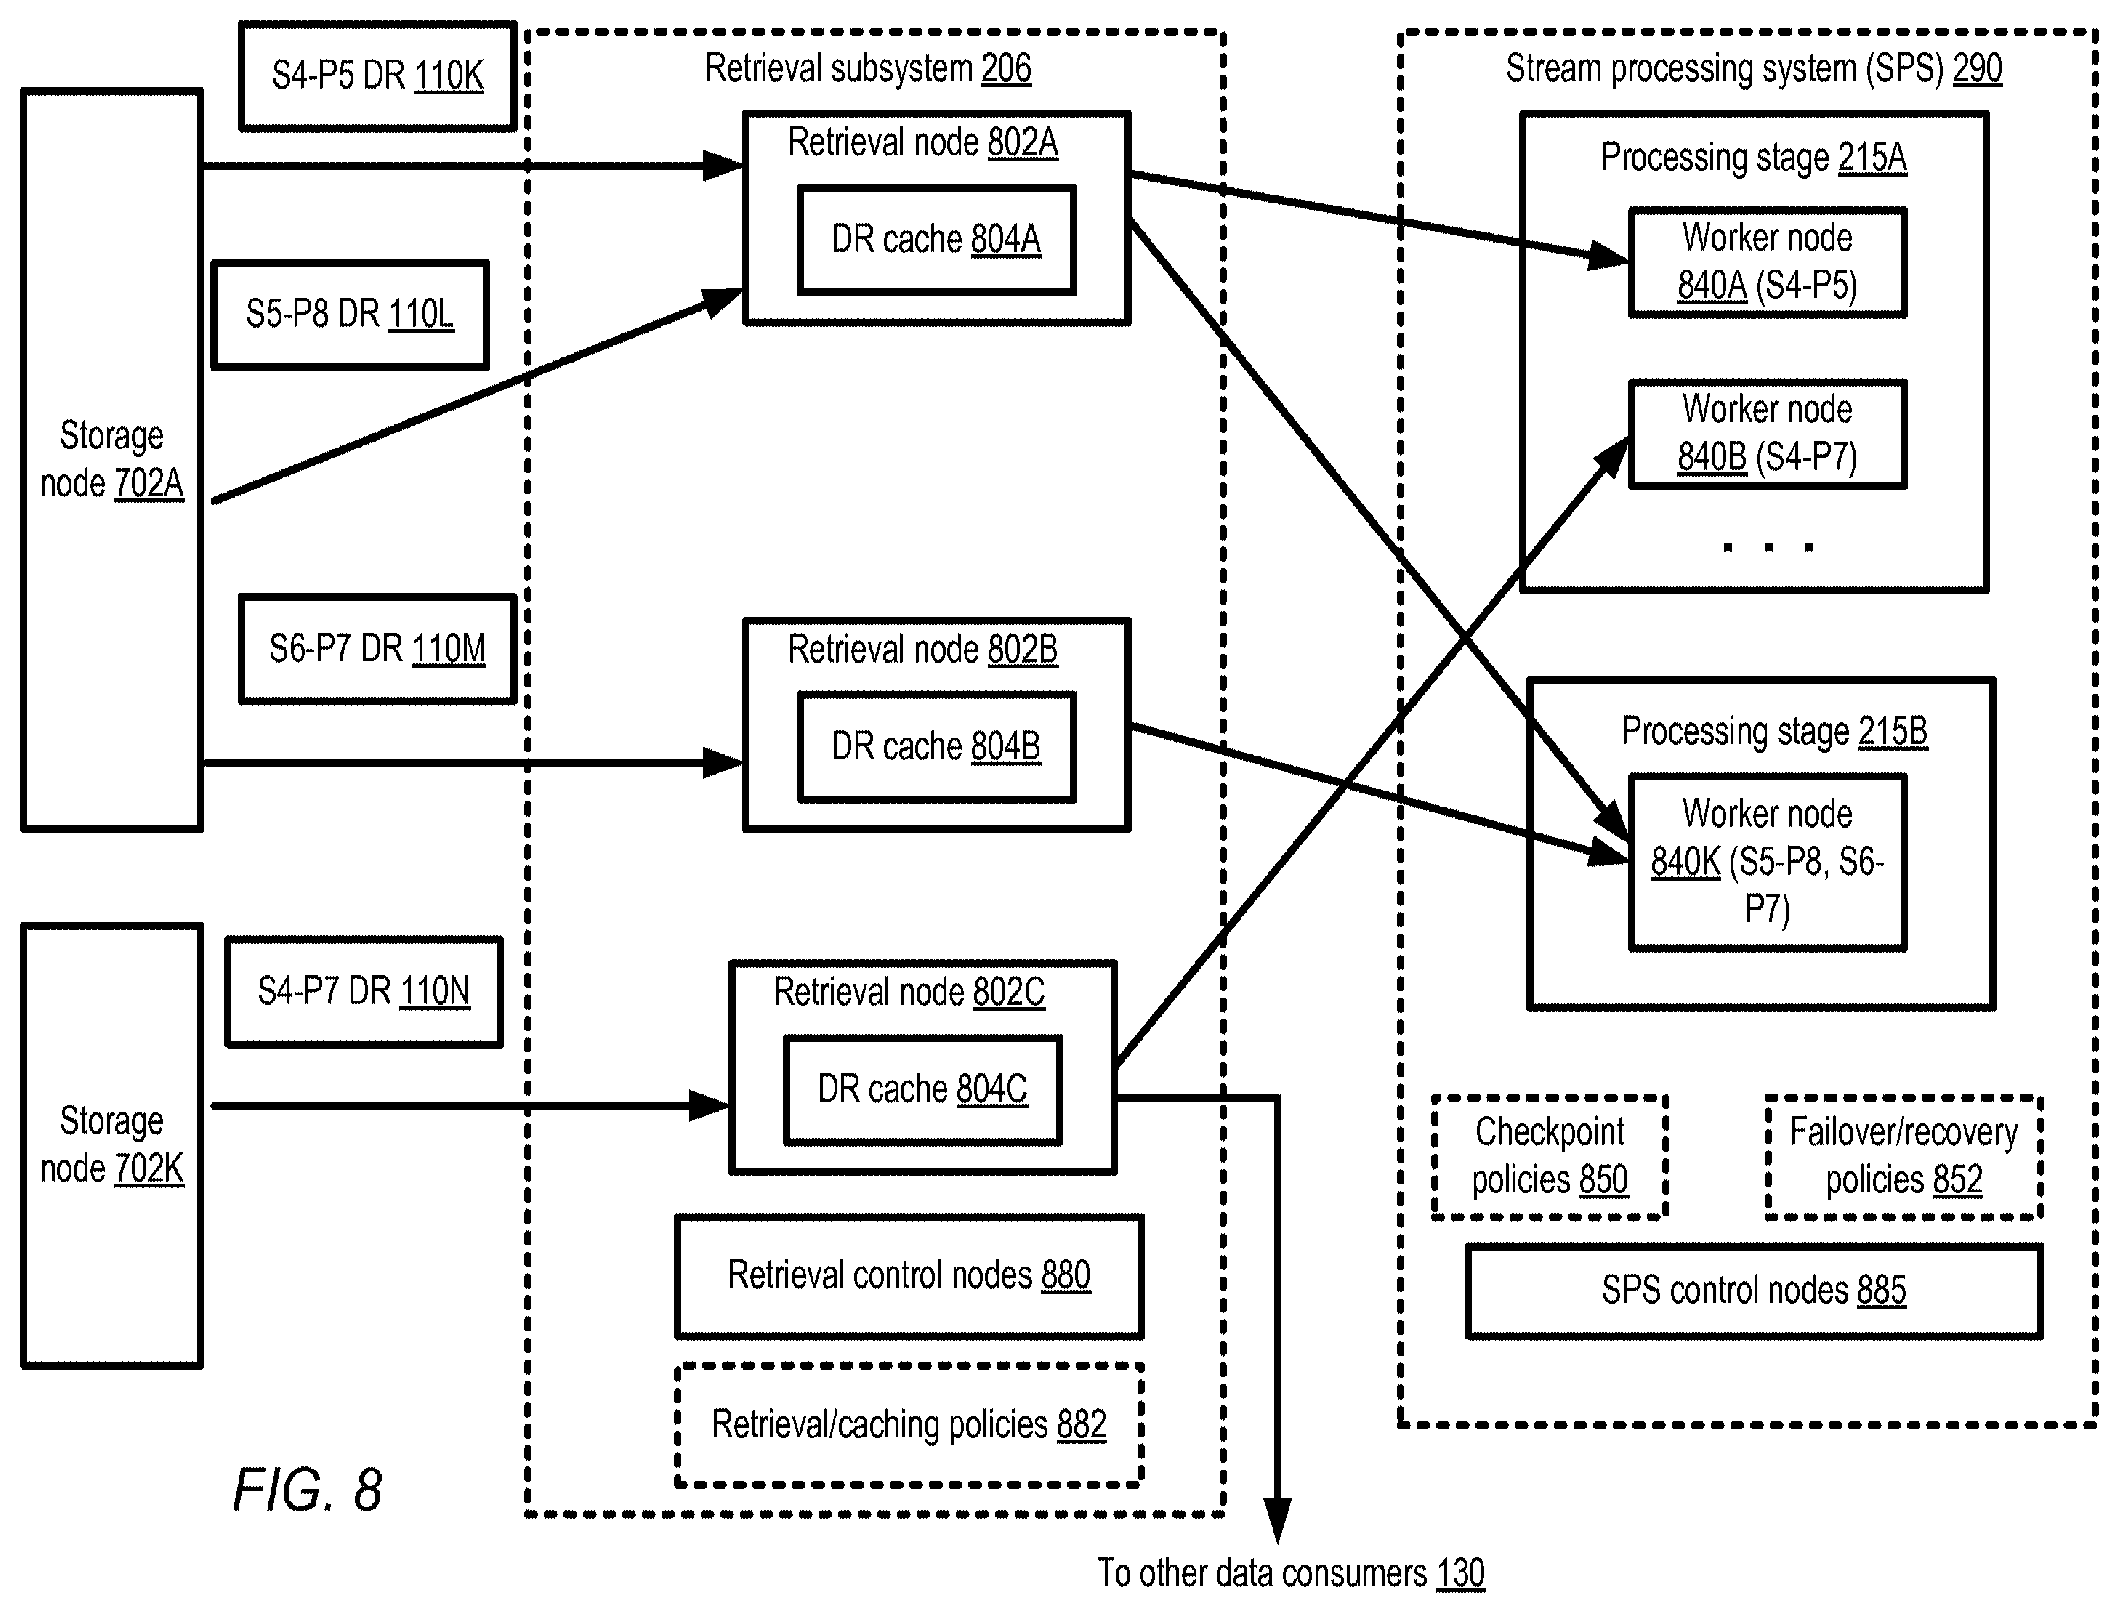 S4-P5 DR 110K
Retrieval subsystem 206
Stream processing system (SPS) 290
Retrieval node 802A
Processing stage 215A
DR cache 804A
Worker node
840A (S4-P5)
S5-P8 DR 110L
Worker node
840B (S4-P7)
Storage
node 702A
. . .
S6-P7 DR 110M
Retrieval node 802B
DR cache 804B
Processing stage 215B
Worker node
840K (S5-P8, S6-
P7)
S4-P7 DR 110N
Retrieval node 802C
DR cache 804C
Storage
node 702K
Checkpoint
policies 850
Failover/recovery
policies 852
Retrieval control nodes 880
SPS control nodes 885
Retrieval/caching policies 882
FIG. 8
To other data consumers 130